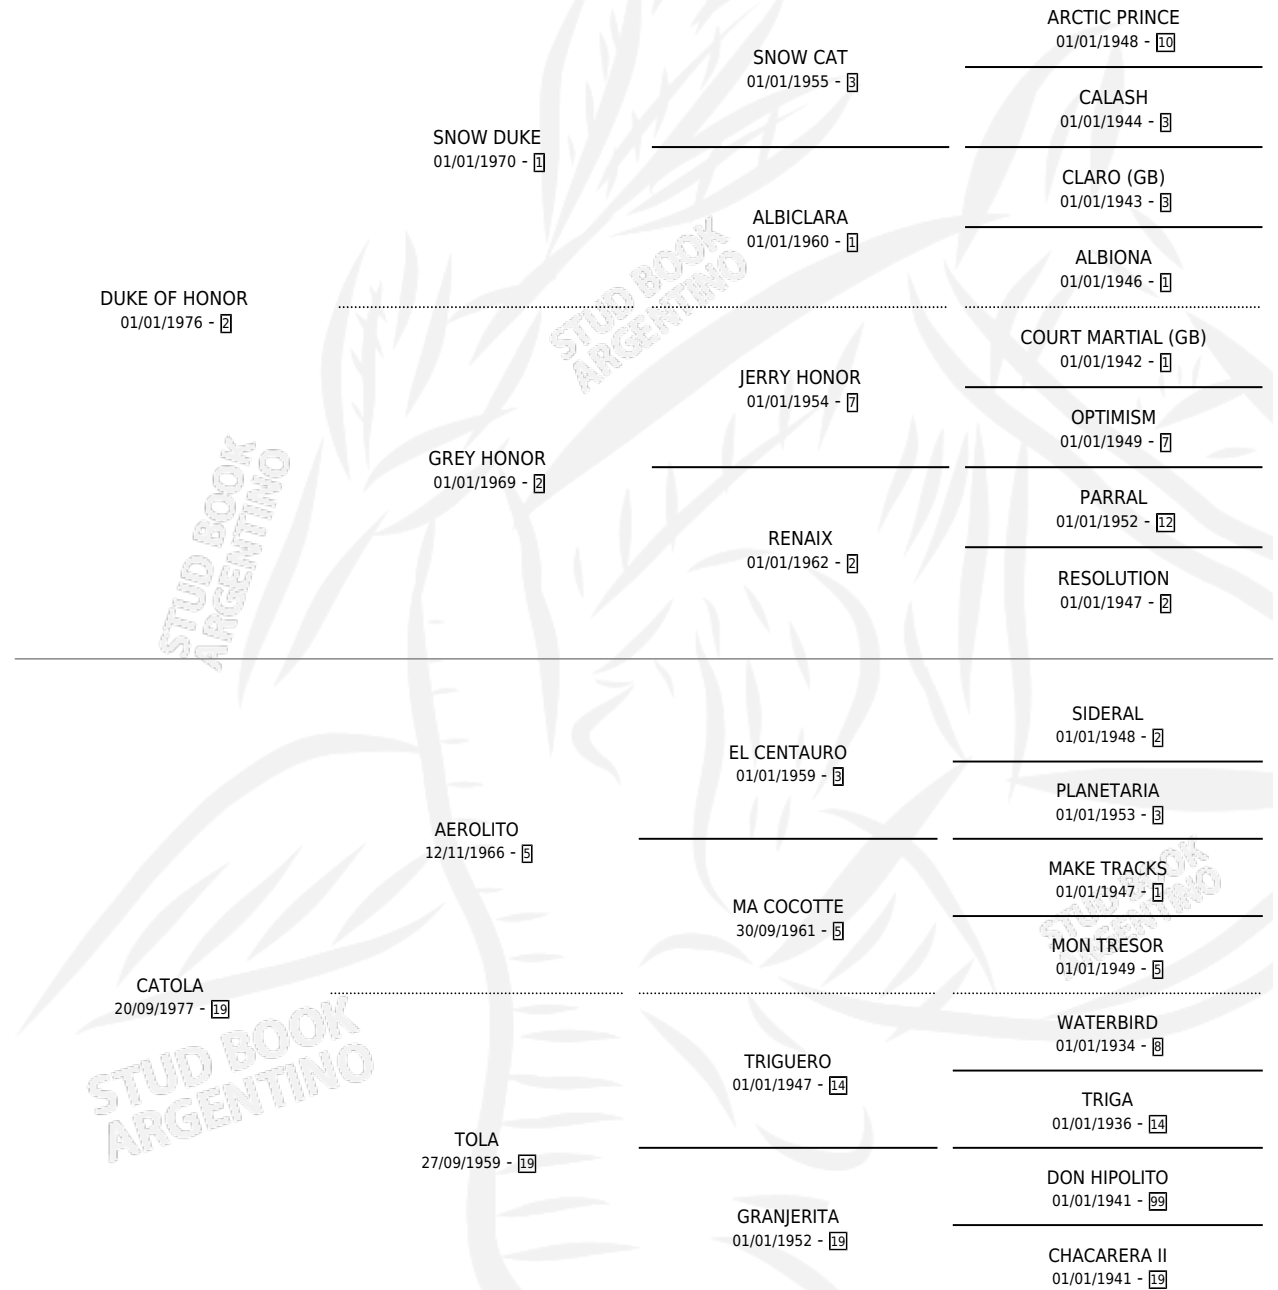 ARCTIC PRINCE
01/01/1948 - 10
SNOW CAT
01/01/1955 - 3
CALASH
01/01/1944 - 3
SNOW DUKE
01/01/1970 - 1
CLARO (GB)
01/01/1943 - 3
ALBICLARA
01/01/1960 - 1
ALBIONA
01/01/1946 - 1
DUKE OF HONOR
01/01/1976 - 2
COURT MARTIAL (GB)
01/01/1942 - 1
JERRY HONOR
01/01/1954 - 7
OPTIMISM
01/01/1949 - 7
GREY HONOR
01/01/1969 - 2
PARRAL
01/01/1952 - 12
RENAIX
01/01/1962 - 2
RESOLUTION
01/01/1947 - 2
STUD BOOK
ARGENTINO
STUD BOOK
ARGENTINO
SIDERAL
01/01/1948 - 2
EL CENTAURO
01/01/1959 - 3
PLANETARIA
01/01/1953 - 3
AEROLITO
12/11/1966 - 5
MAKE TRACKS
01/01/1947 - 1
MA COCOTTE
30/09/1961 - 5
MON TRESOR
01/01/1949 - 5
CATOLA
20/09/1977 - 19
WATERBIRD
01/01/1934 - 8
TRIGUERO
01/01/1947 - 14
TRIGA
01/01/1936 - 14
TOLA
27/09/1959 - 19
DON HIPOLITO
01/01/1941 - 99
GRANJERITA
01/01/1952 - 19
CHACARERA II
01/01/1941 - 19
STUD BOOK
ARGENTINO
STUD BOOK
ARGENTINO